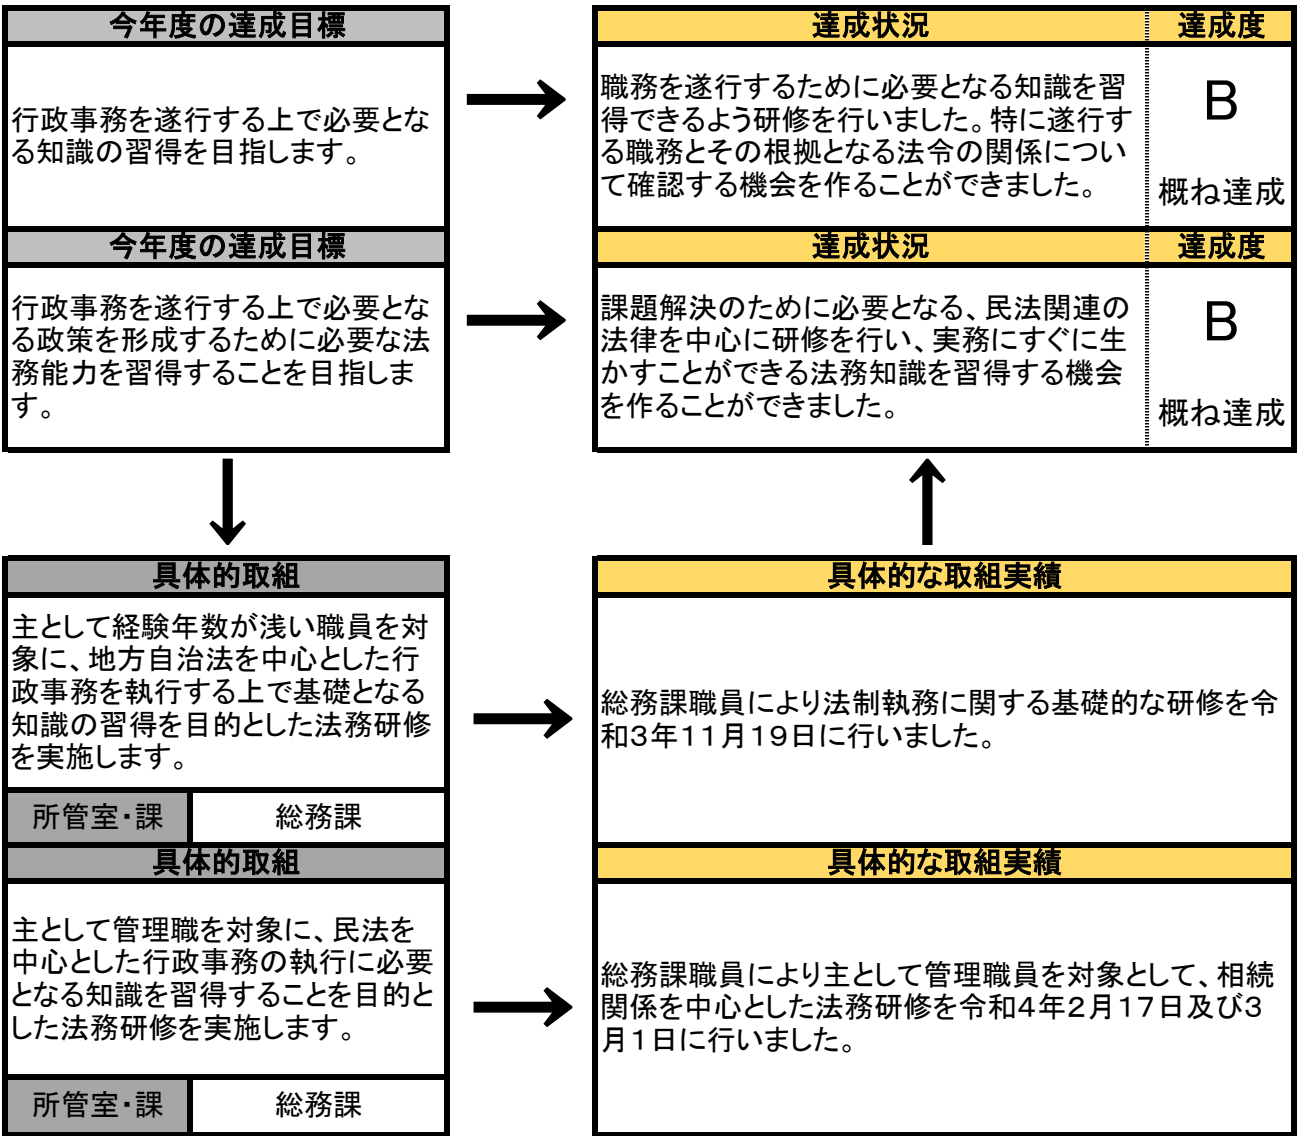 今年度の達成目標
行政事務を遂行する上で必要とな
る知識の習得を目指します。
達成状況
達成度
職務を遂行するために必要となる知識を習
得できるよう研修を行いました。特に遂行す
る職務とその根拠となる法令の関係につい
て確認する機会を作ることができました。
B
概ね達成
今年度の達成目標
行政事務を遂行する上で必要とな
る政策を形成するために必要な法
務能力を習得することを目指しま
す。
達成状況
達成度
課題解決のために必要となる、民法関連の
法律を中心に研修を行い、実務にすぐに生
かすことができる法務知識を習得する機会
を作ることができました。
B
概ね達成
具体的取組
主として経験年数が浅い職員を対
象に、地方自治法を中心とした行
政事務を執行する上で基礎となる
知識の習得を目的とした法務研修
を実施します。
所管室・課
総務課
具体的な取組実績
総務課職員により法制執務に関する基礎的な研修を令
和3年11月19日に行いました。
具体的取組
主として管理職を対象に、民法を
中心とした行政事務の執行に必要
となる知識を習得することを目的と
した法務研修を実施します。
所管室・課
総務課
具体的な取組実績
総務課職員により主として管理職員を対象として、相続
関係を中心とした法務研修を令和4年2月17日及び3
月1日に行いました。